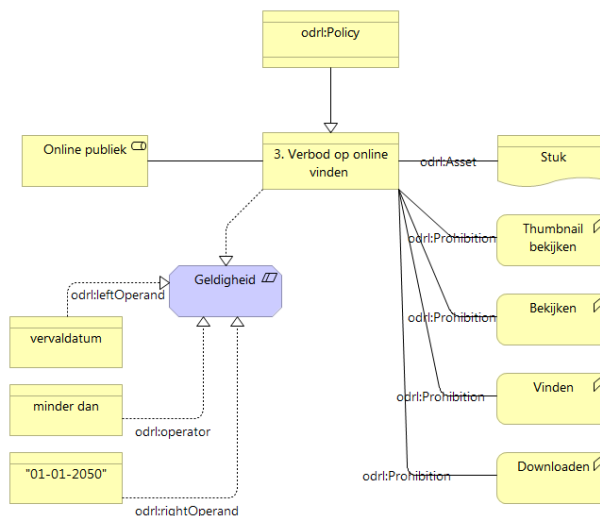 odrl:Policy
Online publiek
3. Verbod op online
vinden
odrl:Asset
Stuk
odrl:Prohibition
Thumbnail
bekijken
Geldigheid
odrl:leftOperand
odrl:Prohibition
Bekijken
vervaldatum
minder dan
odrl:operator
odrl:Prohibition
Vinden
"01-01-2050"
odrl:rightOperand
odrl:Prohibition
Downloaden